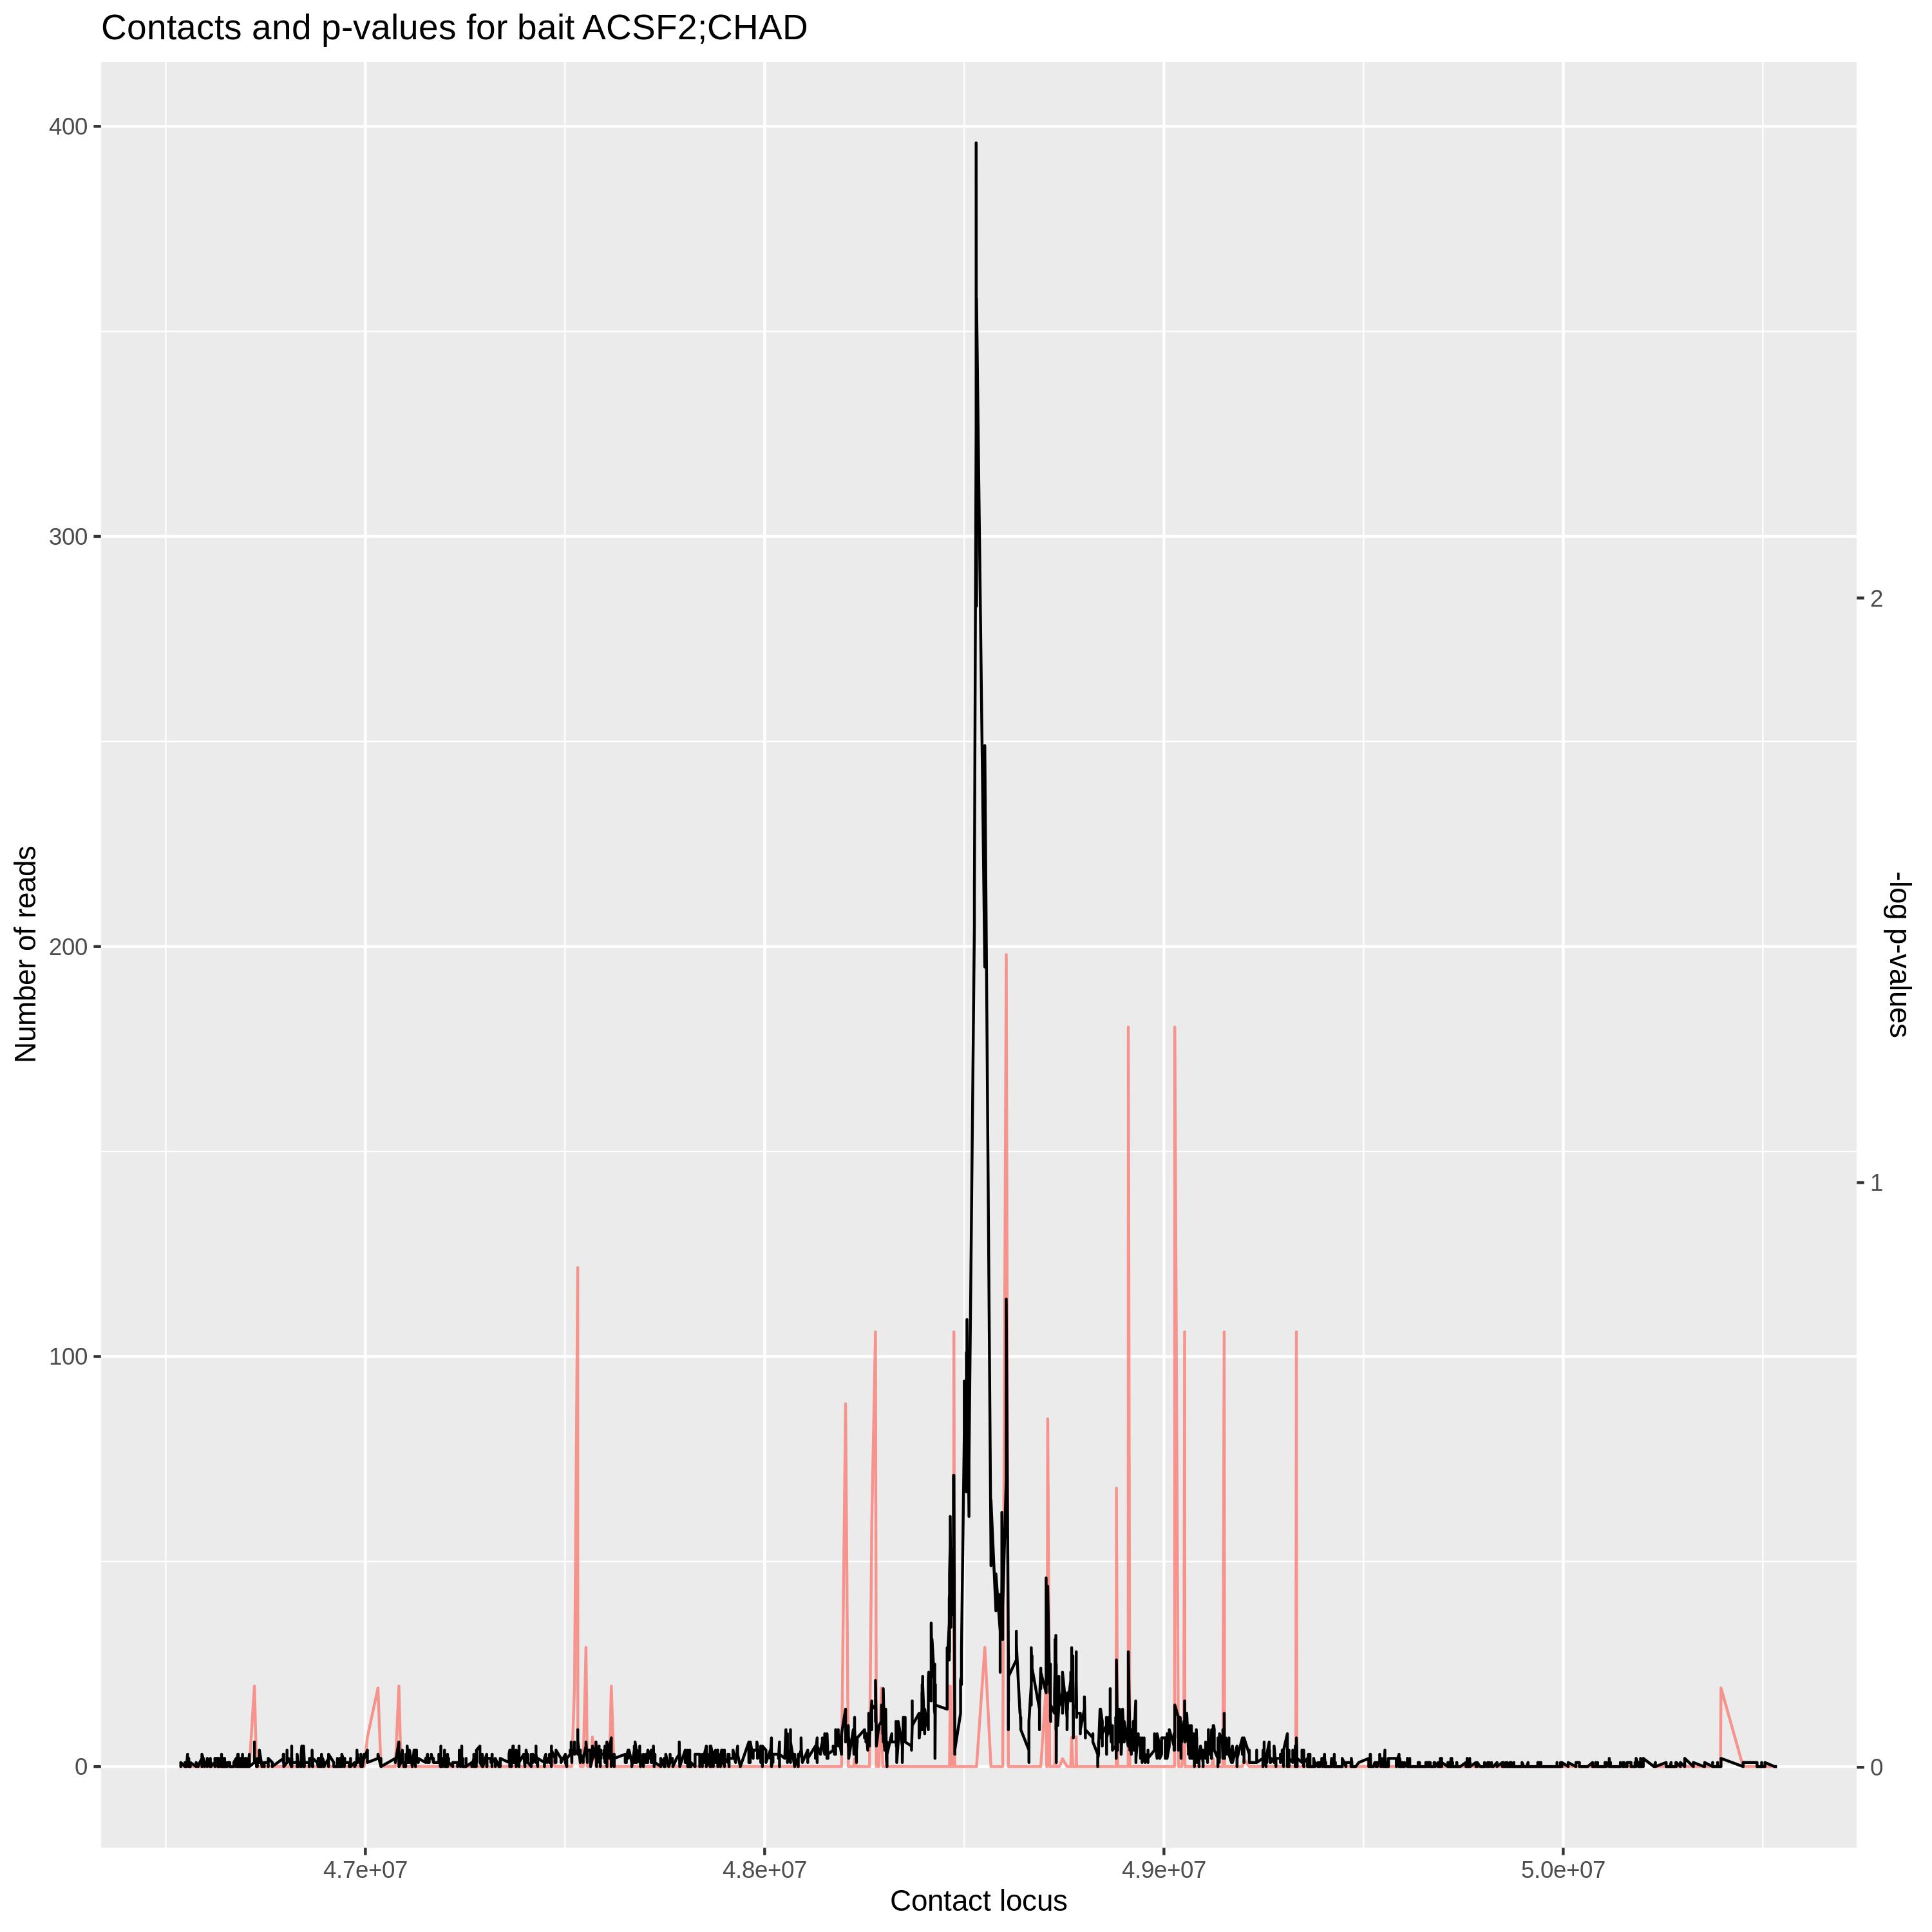 Contacts and p-values for bait ACSF2;CHAD
400
300
200
100
0
Number of reads
2
1
0
-log p-values
4.7e+07
4.8e+07
4.9e+07
5.0e+07
Contact locus